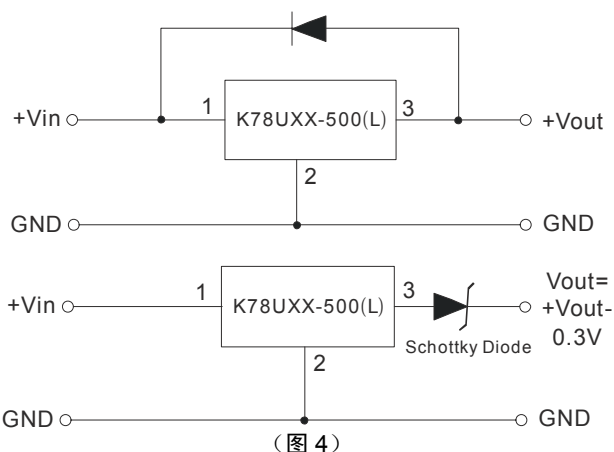 1
3
+Vin
K78UXX-500(L)
+Vout
2
GND
GND
Vout=
1
3
+Vin
K78UXX-500(L)
+Vout-
0.3V
Schottky Diode
2
GND
GND
(图 4)